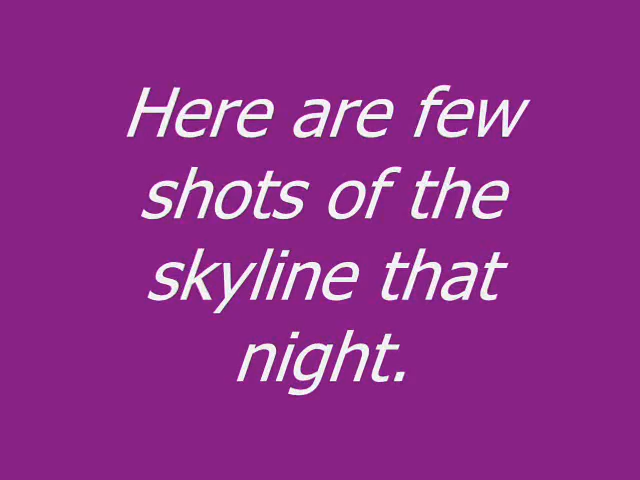 Here are few
shots of the
skyline that
night.